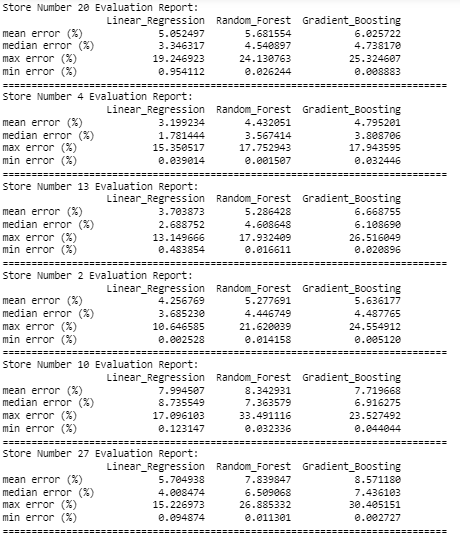 Store Number 20 Evaluation Report:
Linear_Regression Random_Forest Gradient_Boosting
mean error (%) 5.052497 5.681554 6.025722
median error (%) 3.346317 4.540897 4.738170
max error (%) 19.246923 24.130763 25.324607
min error (%) 0.954112 0.026244 0.008883
================================================================================
Store Number 4 Evaluation Report:
Linear_Regression Random_Forest Gradient_Boosting
mean error (%) 3.199234 4.432051 4.795201
median error (%) 1.781444 3.567414 3.808706
max error (%) 15.350517 17.752943 17.943595
min error (%) 0.039014 0.001507 0.032446
================================================================================
Store Number 13 Evaluation Report:
Linear_Regression Random_Forest Gradient_Boosting
mean error (%) 3.703873 5.286428 6.668755
median error (%) 2.688752 4.608648 6.108690
max error (%) 13.149666 17.932409 26.516049
min error (%) 0.483854 0.016611 0.020896
================================================================================
Store Number 2 Evaluation Report:
Linear_Regression Random_Forest Gradient_Boosting
mean error (%) 4.256769 5.277691 5.636177
median error (%) 3.685230 4.446749 4.487765
max error (%) 10.646585 21.620039 24.554912
min error (%) 0.002528 0.014158 0.005120
================================================================================
Store Number 10 Evaluation Report:
Linear_Regression Random_Forest Gradient_Boosting
mean error (%) 7.994507 8.342931 7.719668
median error (%) 8.735549 7.363579 6.916275
max error (%) 17.096103 33.491116 23.527492
min error (%) 0.123147 0.032336 0.044044
================================================================================
Store Number 27 Evaluation Report:
Linear_Regression Random_Forest Gradient_Boosting
mean error (%) 5.704938 7.839847 8.571180
median error (%) 4.008474 6.509068 7.436103
max error (%) 15.226973 26.885332 30.405151
min error (%) 0.094874 0.011301 0.002727
================================================================================